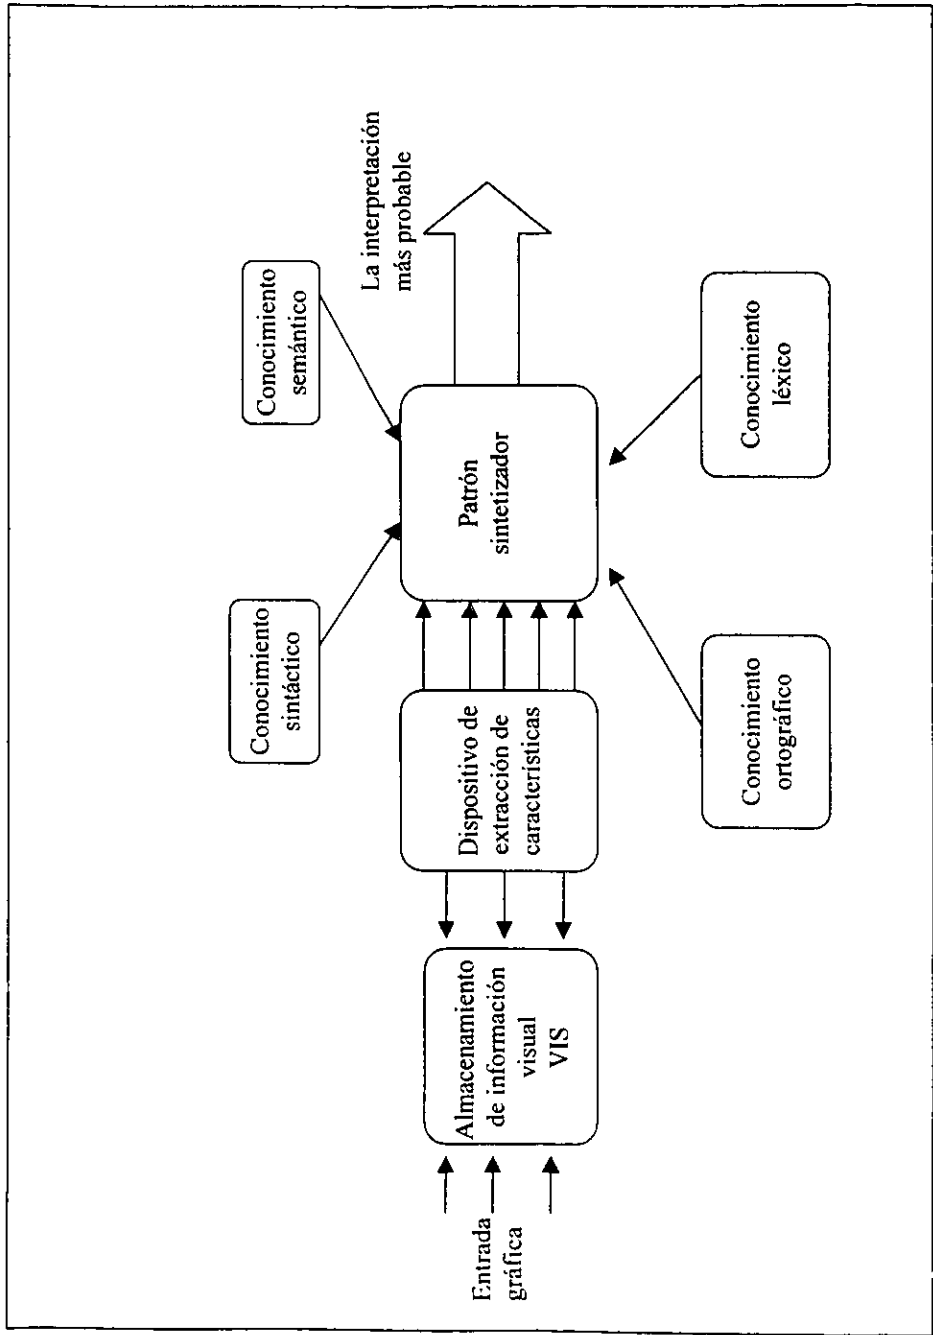 Conocimiento
sintáctico
Conocimiento
semántico
La interpretación
más probable
Entrada
gráfica
Almacenamiento
de información
visual
VIS
Dispositivo de
extracción de
características
Patrón
sintetizador
Conocimiento
ortográfico
Conocimiento
léxico